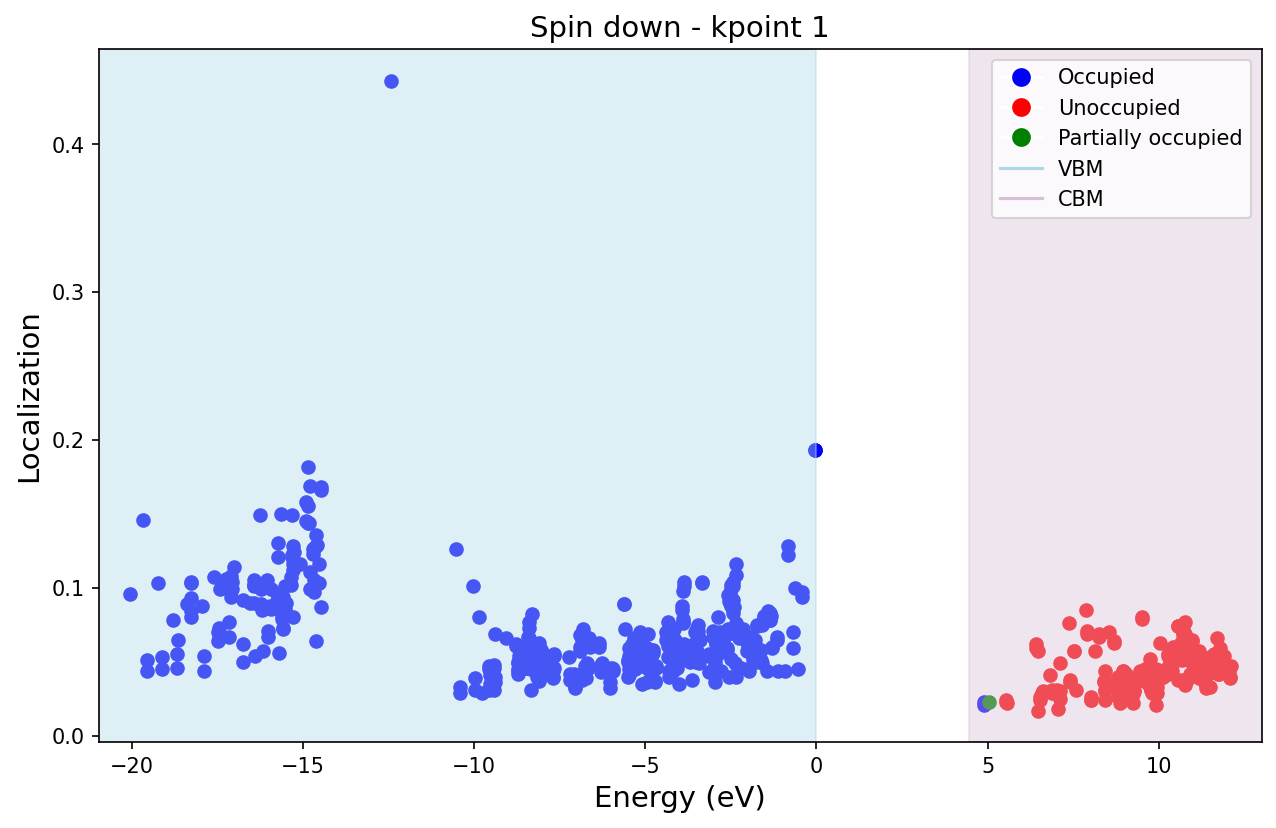 Spin down - kpoint 1
Localization
0.4
0.3
0.2
0.1
0.0
Occupied
Unoccupied
Partially occupied
VBM
CBM
−20
−15
−10
−5
0
5
10
Energy (eV)